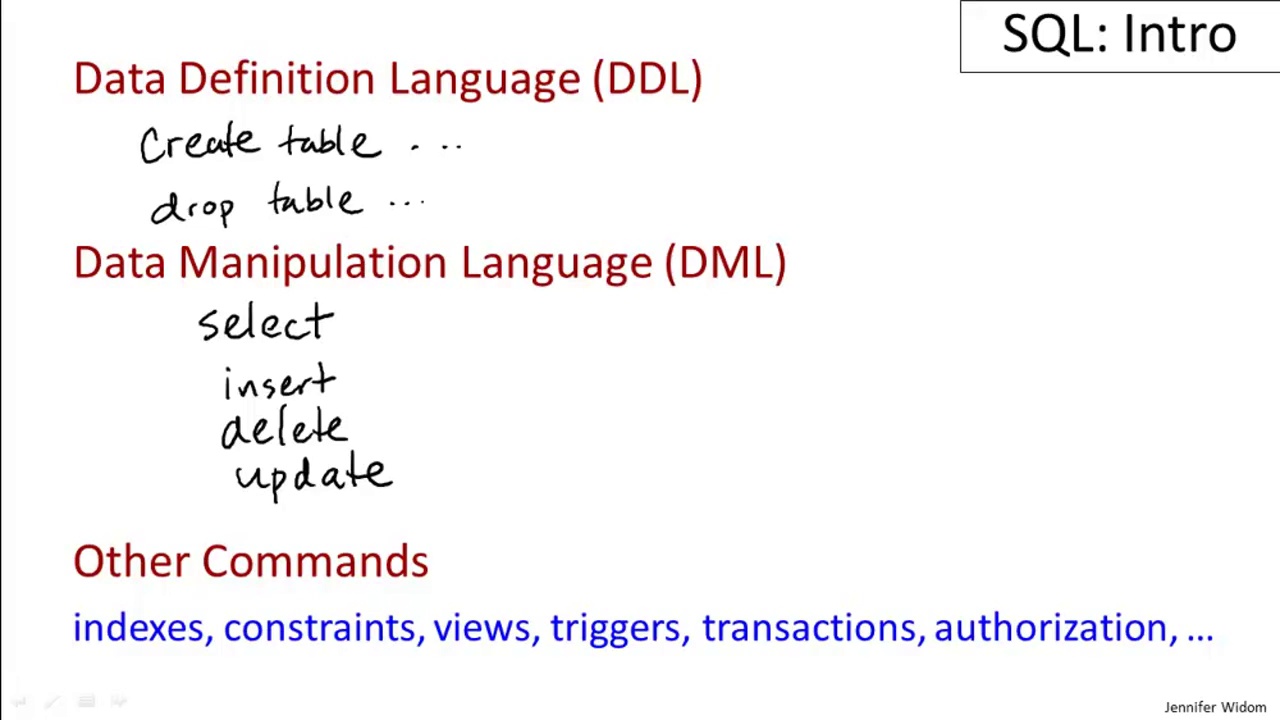 SQL: Intro
Data Definition Language (DDL)
Create table ...
drop table ...
Data Manipulation Language (DML)
select
insert
delete
update
Other Commands
indexes, constraints, views, triggers, transactions, authorization, ...
Jennifer Widom